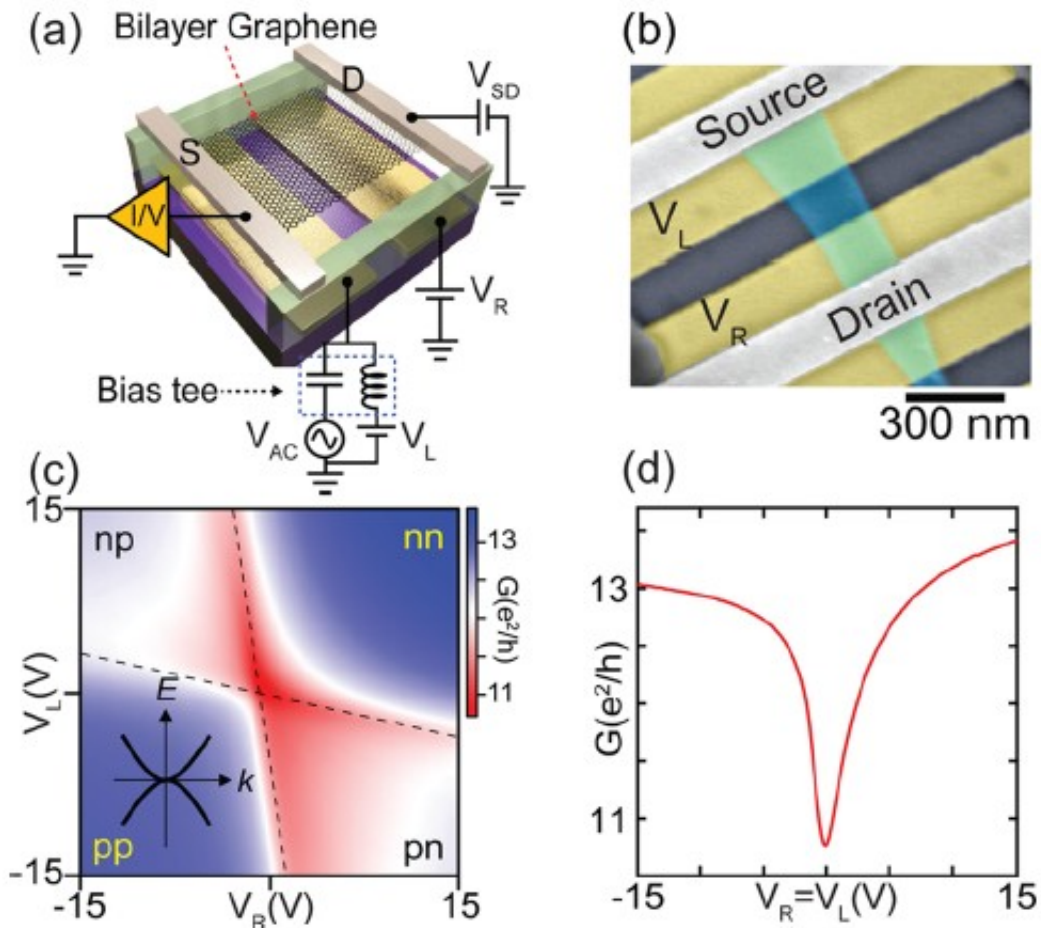 (a)
Bilayer Graphene
D
V_SD
S
I/V
V_R
Bias tee
V_AC
V_L
(b)
Source
V_L
V_R
Drain
300 nm
(c)
15
np
nn
13
G(e²/h)
11
V_L(V)
E
k
pp
pn
-15
-15
V_R(V)
15
(d)
13
G(e²/h)
11
-15
V_R=V_L(V)
15